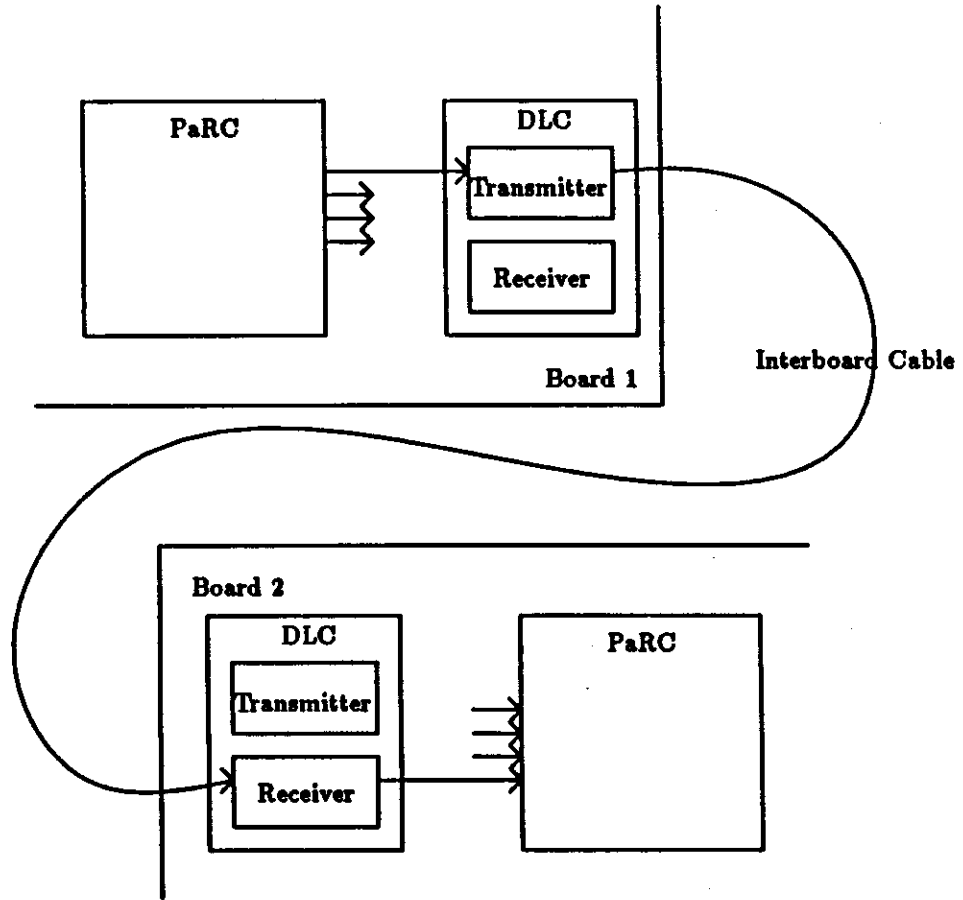 PaRC
DLC
Transmitter
Receiver
Board 1
Interboard Cable
Board 2
DLC
PaRC
Transmitter
Receiver